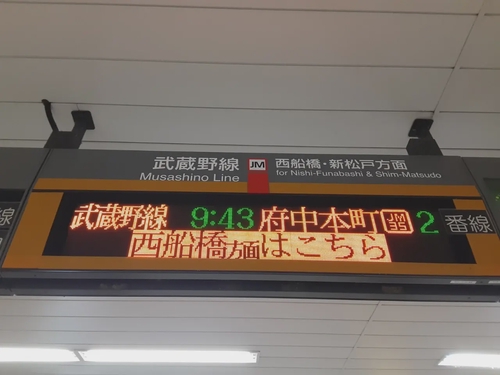 武蔵野線 JM 西船橋・新松戸方面
Musashino Line for Nishi-Funabashi & Shim-Matsudo
武蔵野線 9:43 府中本町 JM 35 2 番線
西船橋方面はこちら
線